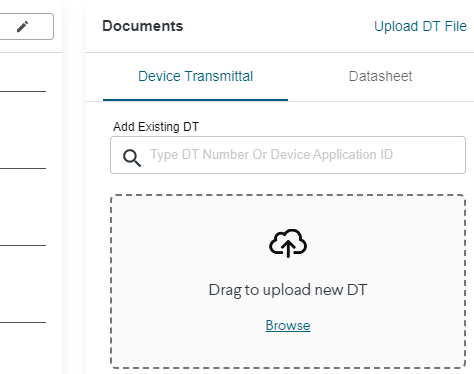 Documents
Upload DT File
Device Transmittal
Datasheet
Add Existing DT
Type DT Number Or Device Application ID
Drag to upload new DT
Browse